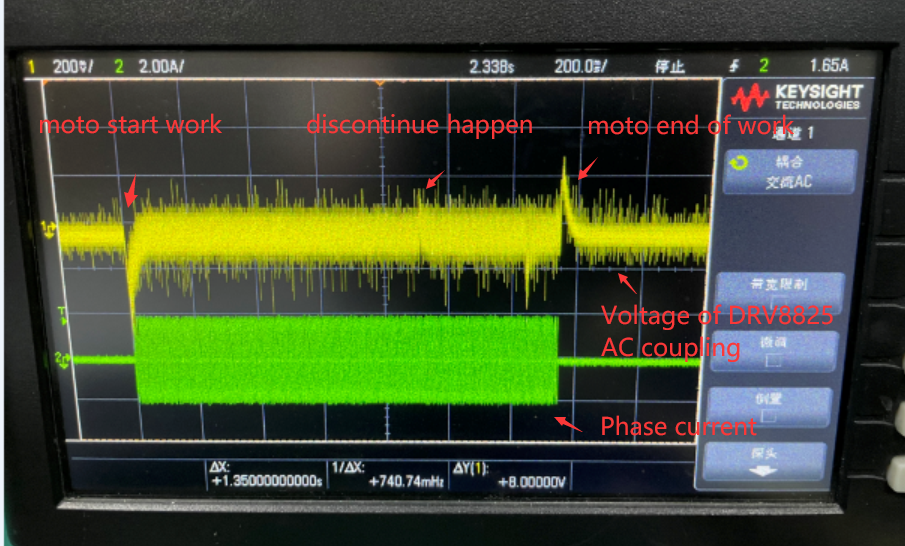 1 200mV/ 2 2.00A/ 2.338s 200.0ms/ 停止 2 1.65A
KEYSIGHT
TECHNOLOGIES
moto start work
discontinue happen
moto end of work
通道 1
耦合
交流AC
带宽限制
Voltage of DRV8825
AC coupling
微调
倒置
Phase current
探头
ΔX:
+1.35000000000s
1/ΔX:
+740.74mHz
ΔY(1):
+8.00000V